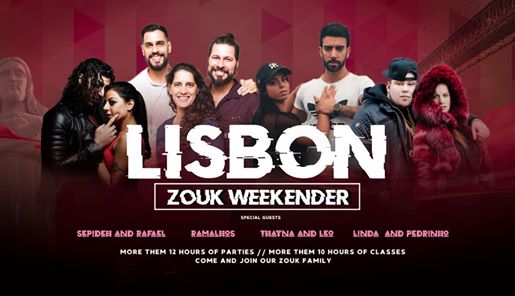 LISBON
ZOUK WEEKENDER
SPECIAL GUESTS
SEPIDEH AND RAFAEL RAMALHOS THAYNA AND LEO LINDA AND PEDRINHO
MORE THEM 12 HOURS OF PARTIES // MORE THEM 10 HOURS OF CLASSES
COME AND JOIN OUR ZOUK FAMILY